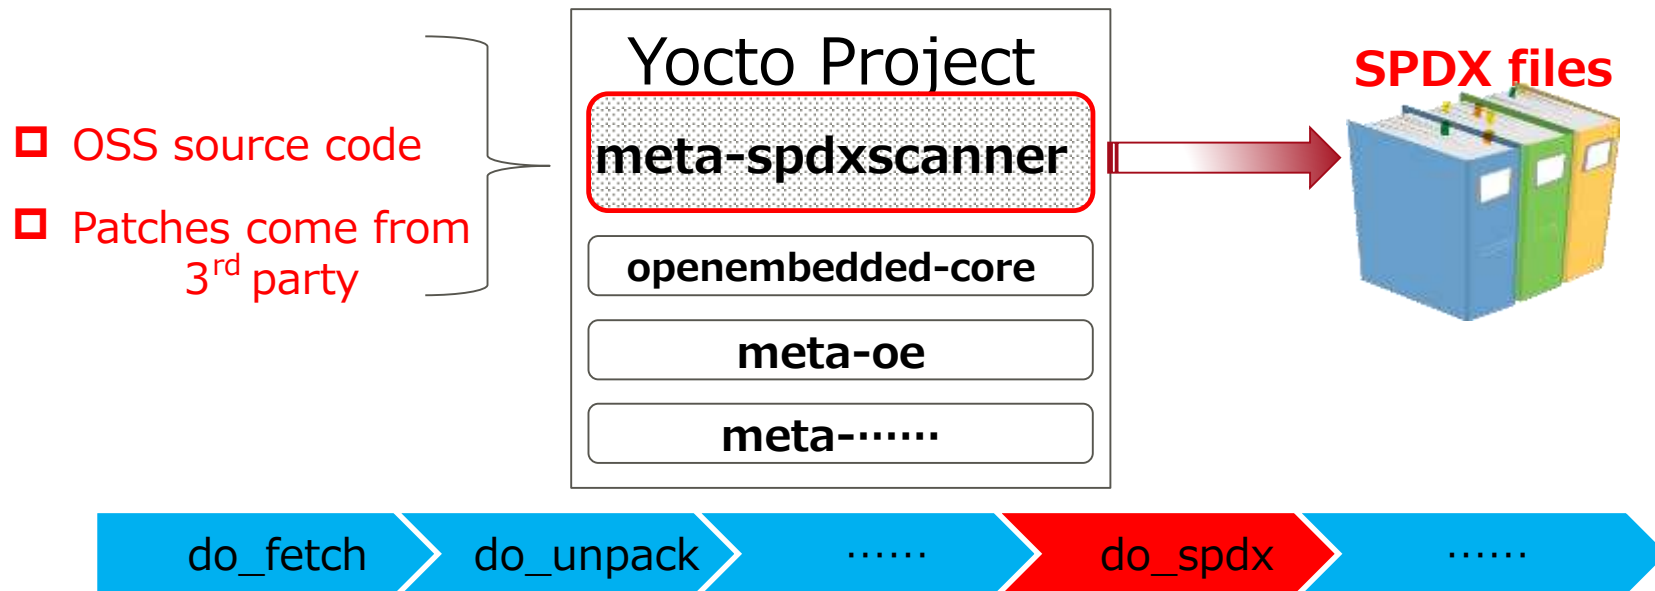 OSS source code
Patches come from
3rd party
Yocto Project
meta-spdxscanner
openembedded-core
meta-oe
meta-⋯⋯
SPDX files
do_fetch
do_unpack
⋯⋯
do_spdx
⋯⋯